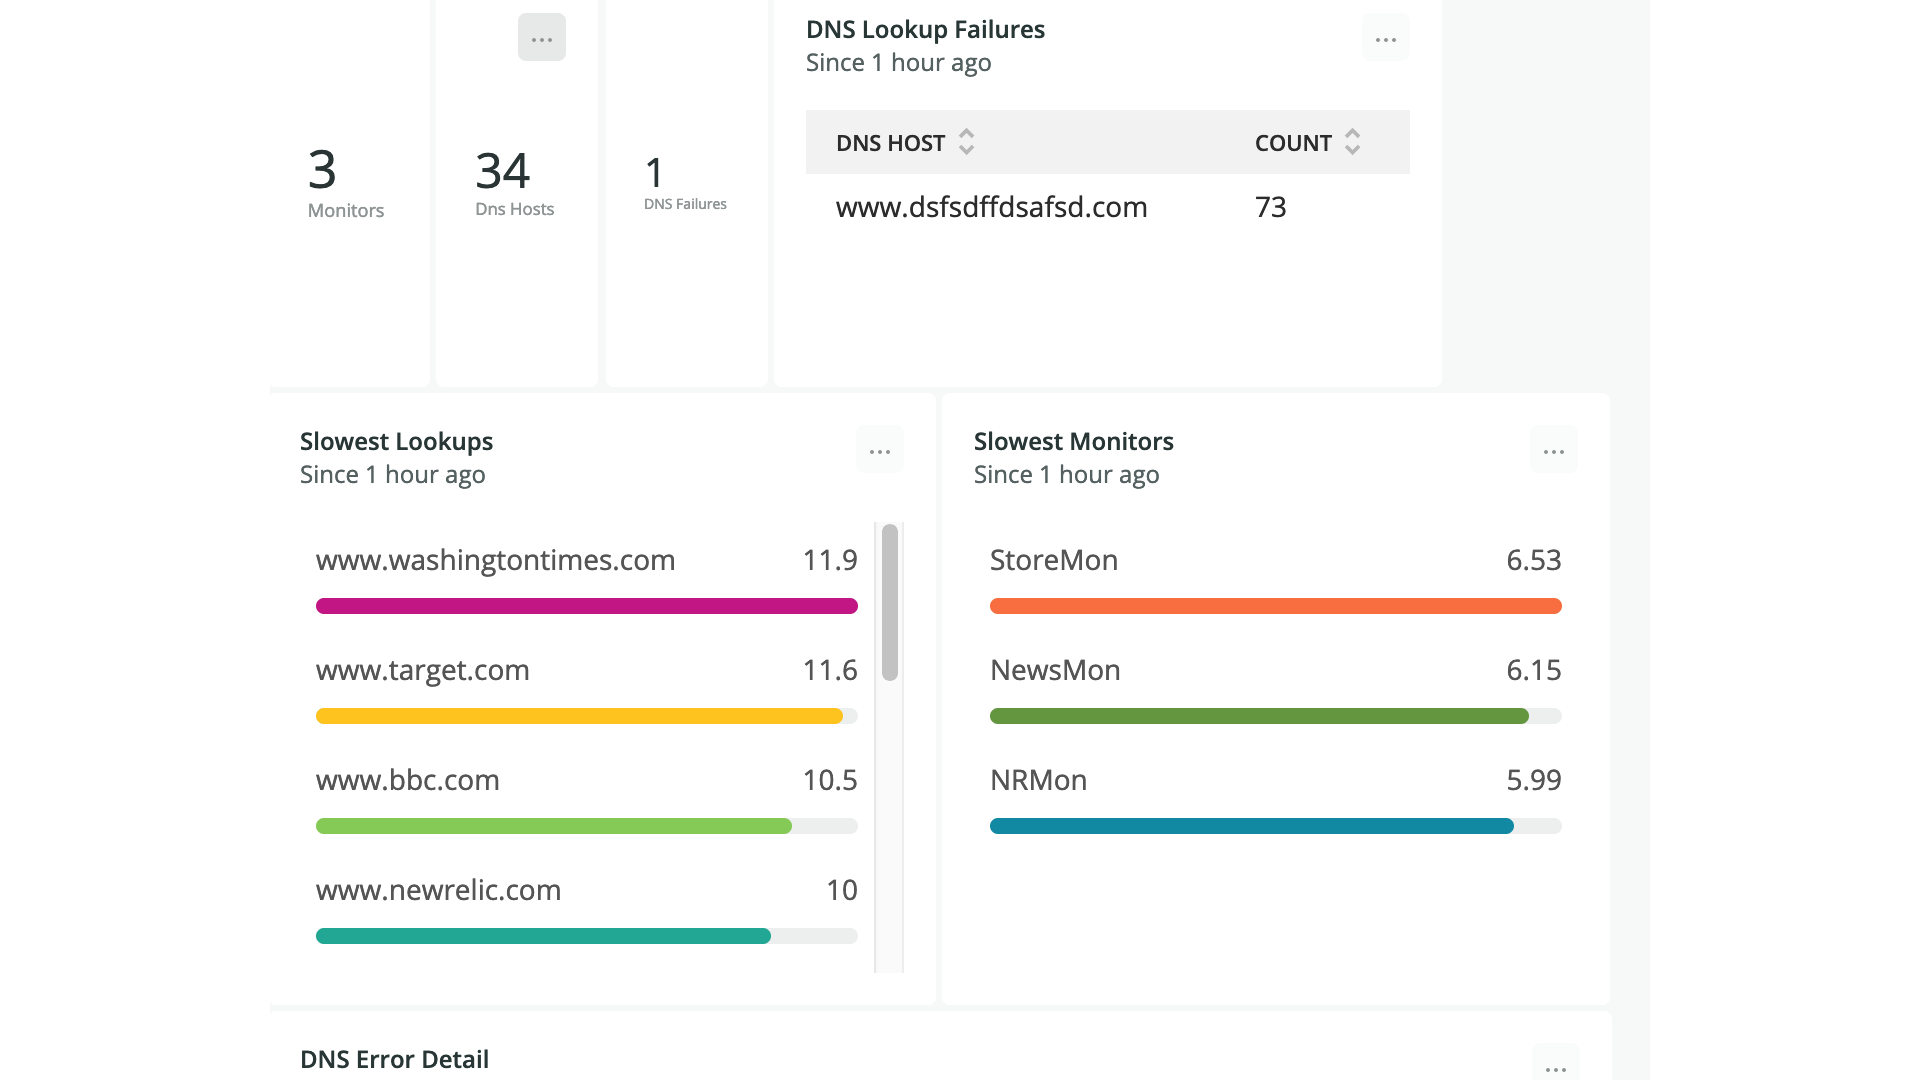 3
Monitors
34
Dns Hosts
1
DNS Failures
DNS Lookup Failures
Since 1 hour ago
DNS HOST COUNT
www.dsfsdffdsafsd.com 73
Slowest Lookups
Since 1 hour ago
www.washingtontimes.com 11.9
www.target.com 11.6
www.bbc.com 10.5
www.newrelic.com 10
Slowest Monitors
Since 1 hour ago
StoreMon 6.53
NewsMon 6.15
NRMon 5.99
DNS Error Detail